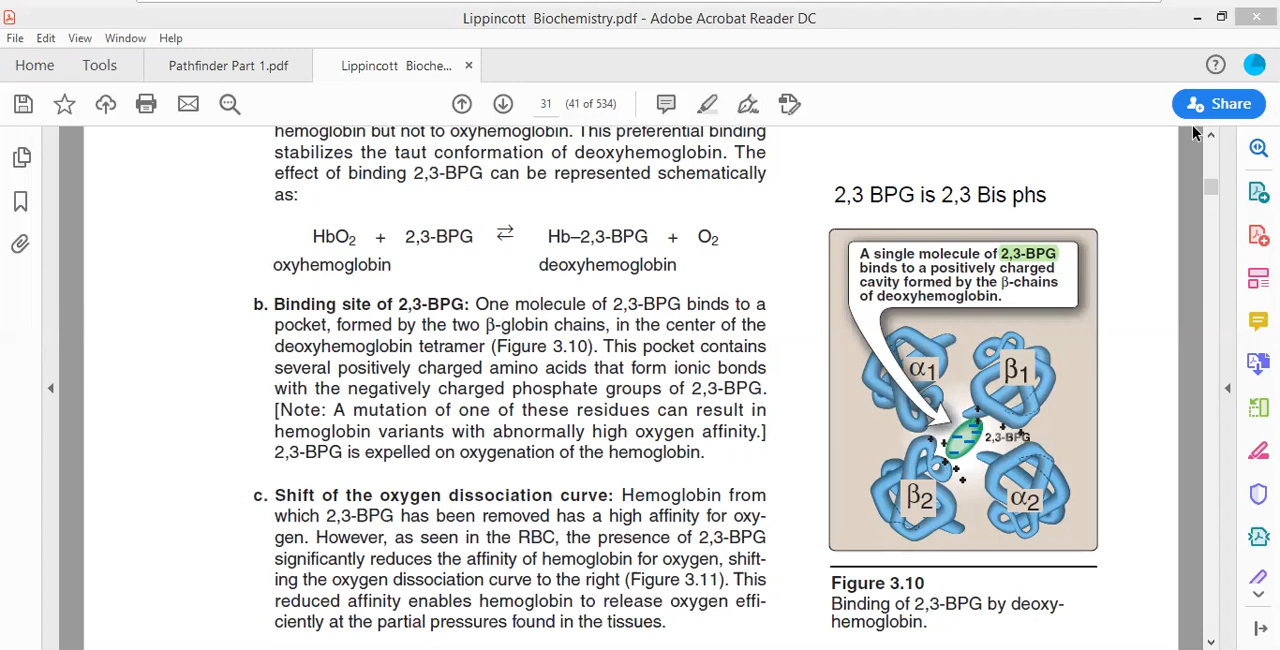 Lippincott Biochemistry.pdf - Adobe Acrobat Reader DC
File Edit View Window Help
Home Tools Pathfinder Part 1.pdf Lippincott Bioche... ×
31 (41 of 534)
Share
hemoglobin but not to oxyhemoglobin. This preferential binding
stabilizes the taut conformation of deoxyhemoglobin. The
effect of binding 2,3-BPG can be represented schematically
as:
HbO₂ + 2,3-BPG ⇄ Hb–2,3-BPG + O₂
oxyhemoglobin deoxyhemoglobin
b. Binding site of 2,3-BPG: One molecule of 2,3-BPG binds to a
pocket, formed by the two β-globin chains, in the center of the
deoxyhemoglobin tetramer (Figure 3.10). This pocket contains
several positively charged amino acids that form ionic bonds
with the negatively charged phosphate groups of 2,3-BPG.
[Note: A mutation of one of these residues can result in
hemoglobin variants with abnormally high oxygen affinity.]
2,3-BPG is expelled on oxygenation of the hemoglobin.
c. Shift of the oxygen dissociation curve: Hemoglobin from
which 2,3-BPG has been removed has a high affinity for oxy-
gen. However, as seen in the RBC, the presence of 2,3-BPG
significantly reduces the affinity of hemoglobin for oxygen, shift-
ing the oxygen dissociation curve to the right (Figure 3.11). This
reduced affinity enables hemoglobin to release oxygen effi-
ciently at the partial pressures found in the tissues.
2,3 BPG is 2,3 Bis phs
A single molecule of 2,3-BPG
binds to a positively charged
cavity formed by the β-chains
of deoxyhemoglobin.
α1 β1
2,3-BPG
β2 α2
Figure 3.10
Binding of 2,3-BPG by deoxy-
hemoglobin.